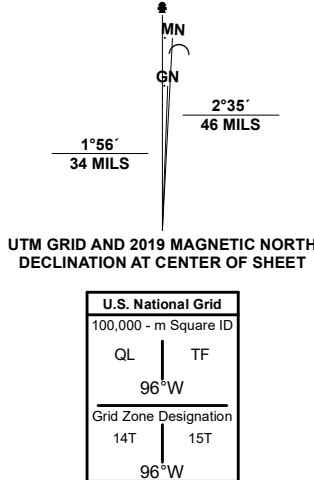 MN
GN
2°35´
46 MILS
1°56´
34 MILS
UTM GRID AND 2019 MAGNETIC NORTH
DECLINATION AT CENTER OF SHEET
U.S. National Grid
100,000 - m Square ID
QL TF
96°W
Grid Zone Designation
14T 15T
96°W